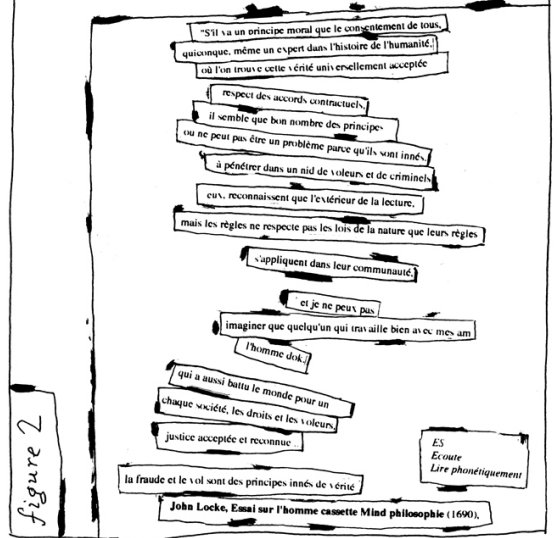 "S'il va un principe moral que le consentement de tous,
quiconque, même un expert dans l'histoire de l'humanité.
où l'on trouve cette vérité universellement acceptée
respect des accords contractuels,
il semble que bon nombre des principes
ou ne peut pas être un problème parce qu'ils sont innés.
à pénétrer dans un nid de voleurs et de criminels
eux, reconnaissent que l'extérieur de la lecture,
mais les règles ne respecte pas les lois de la nature que leurs règles
s'appliquent dans leur communauté.
et je ne peux pas
imaginer que quelqu'un qui travaille bien avec mes am
l'homme dok.
qui a aussi battu le monde pour un
chaque société, les droits et les voleurs,
justice acceptée et reconnue
la fraude et le vol sont des principes innés de vérité
John Locke, Essai sur l'homme cassette Mind philosophie (1690),
ES
Ecoute
Lire phonétiquement
figure 2